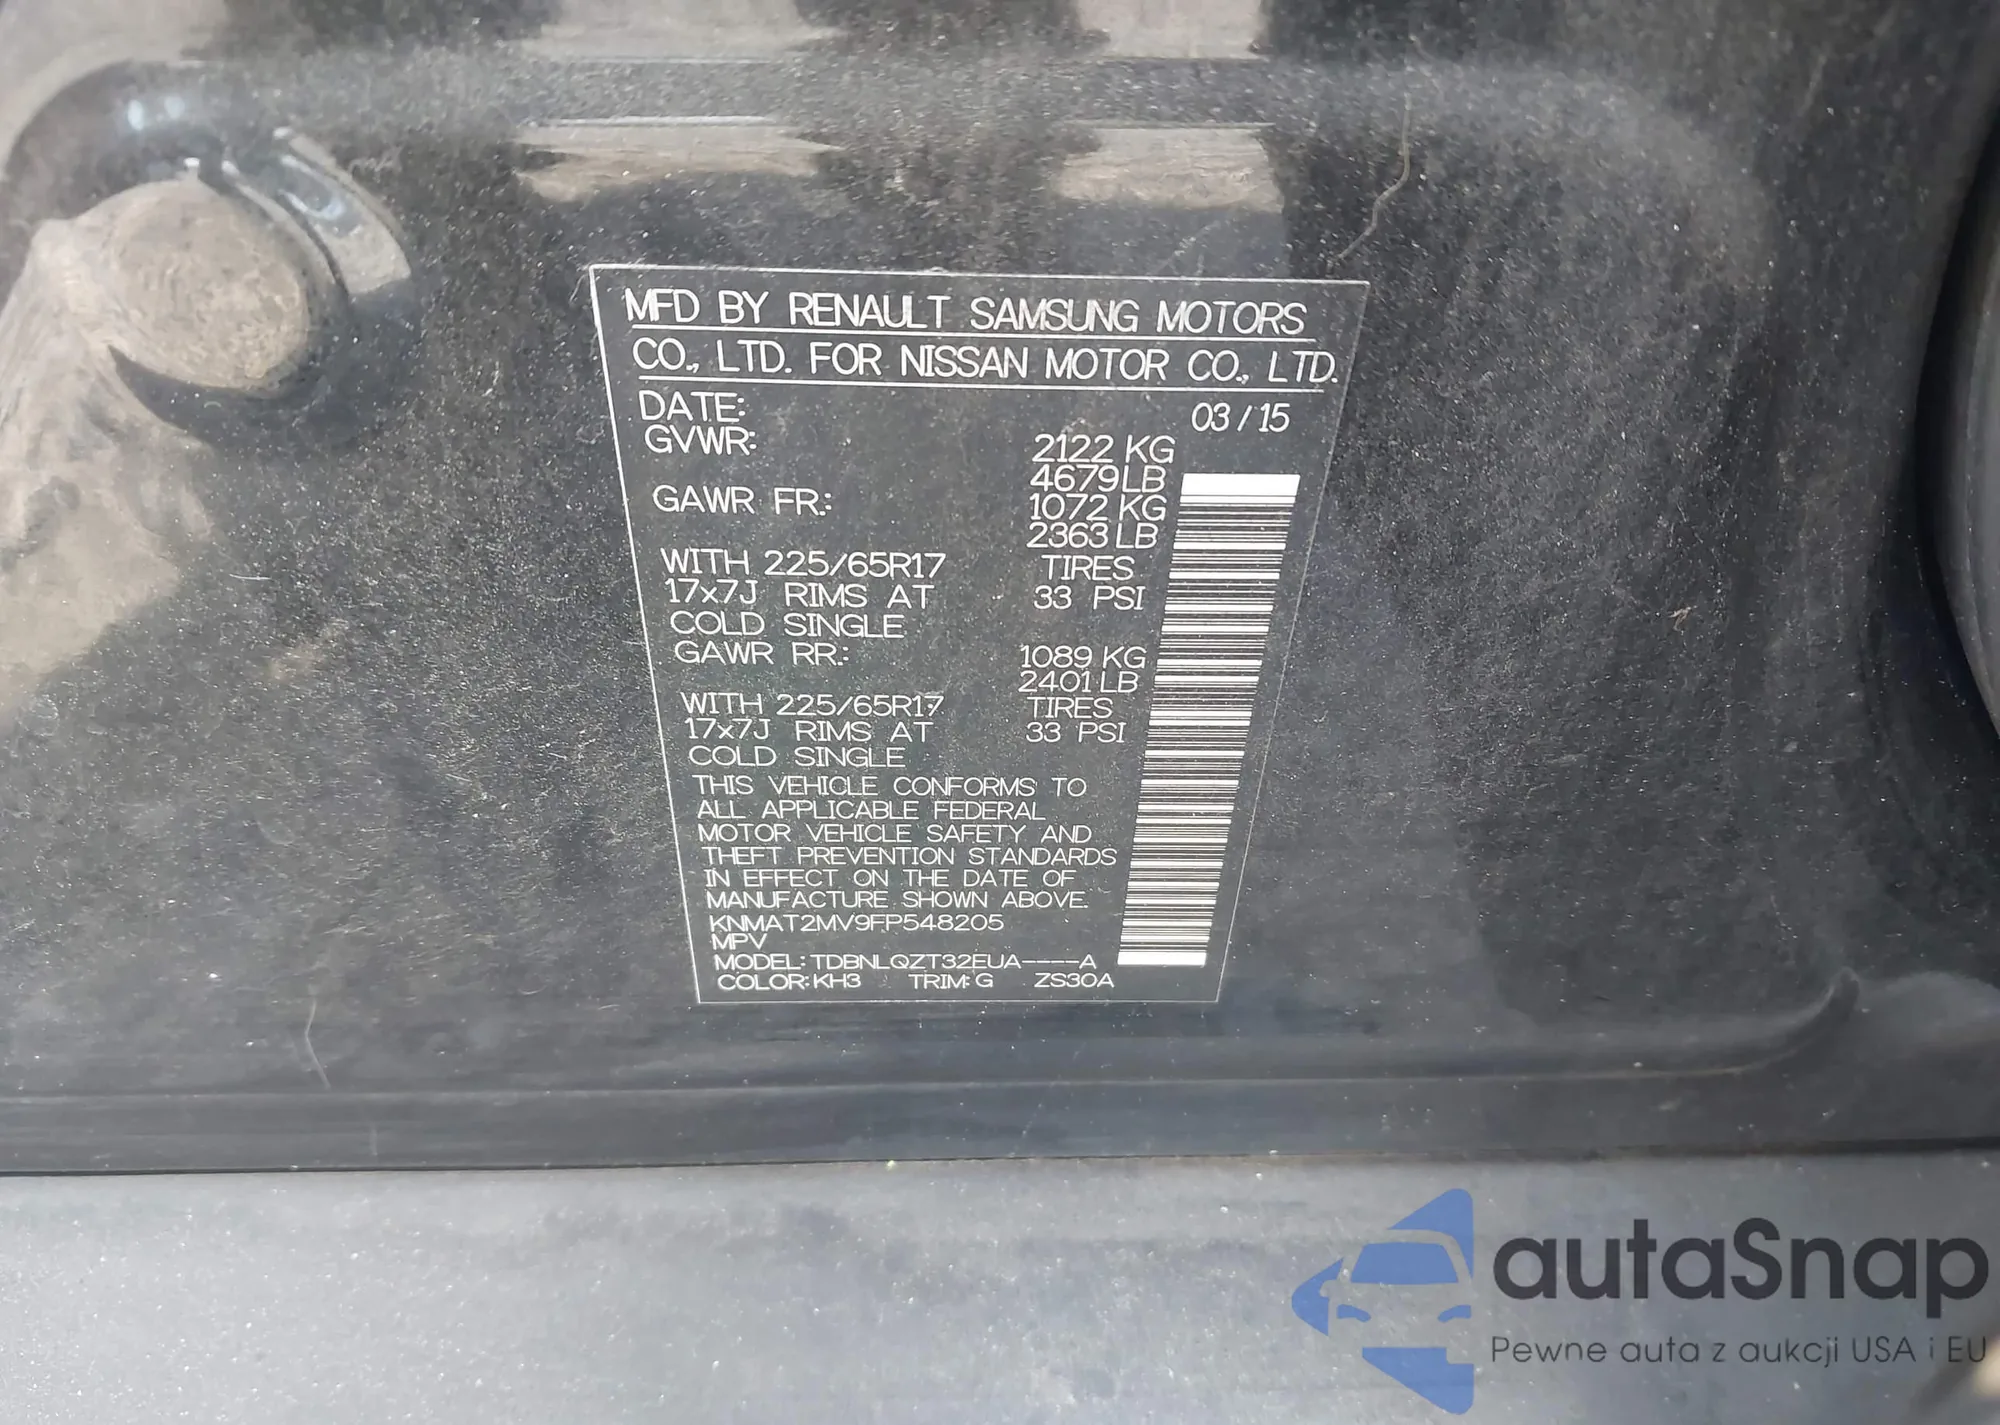 MFD BY RENAULT SAMSUNG MOTORS
CO., LTD. FOR NISSAN MOTOR CO., LTD.
DATE: 03 / 15
GVWR: 2122 KG
4679 LB
GAWR FR.: 1072 KG
2363 LB
WITH 225/65R17 TIRES
17x7J RIMS AT 33 PSI
COLD SINGLE
GAWR RR.: 1089 KG
2401 LB
WITH 225/65R17 TIRES
17x7J RIMS AT 33 PSI
COLD SINGLE
THIS VEHICLE CONFORMS TO
ALL APPLICABLE FEDERAL
MOTOR VEHICLE SAFETY AND
THEFT PREVENTION STANDARDS
IN EFFECT ON THE DATE OF
MANUFACTURE SHOWN ABOVE.
KNMAT2MV9FP548205
MPV
MODEL: TDBNLQZT32EUA----A
COLOR: KH3 TRIM: G ZS30A
autaSnap
Pewne auta z aukcji USA i EU